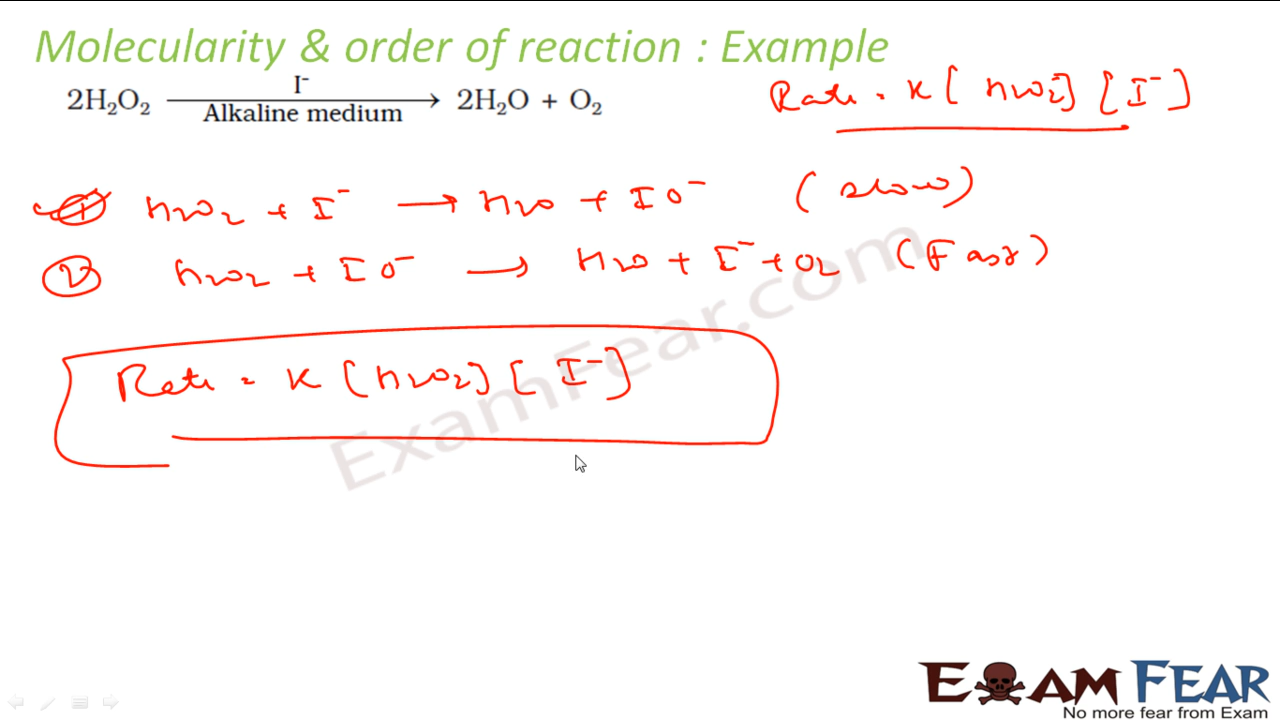 Molecularity & order of reaction : Example
2H₂O₂ —I⁻ / Alkaline medium→ 2H₂O + O₂
Rate = K [H₂O₂] [I⁻]
① H₂O₂ + I⁻ → H₂O + IO⁻ (slow)
② H₂O₂ + IO⁻ → H₂O + I⁻ + O₂ (Fast)
Rate = K [H₂O₂] [I⁻]
ExamFear.com
EXAM FEAR
No more fear from Exam